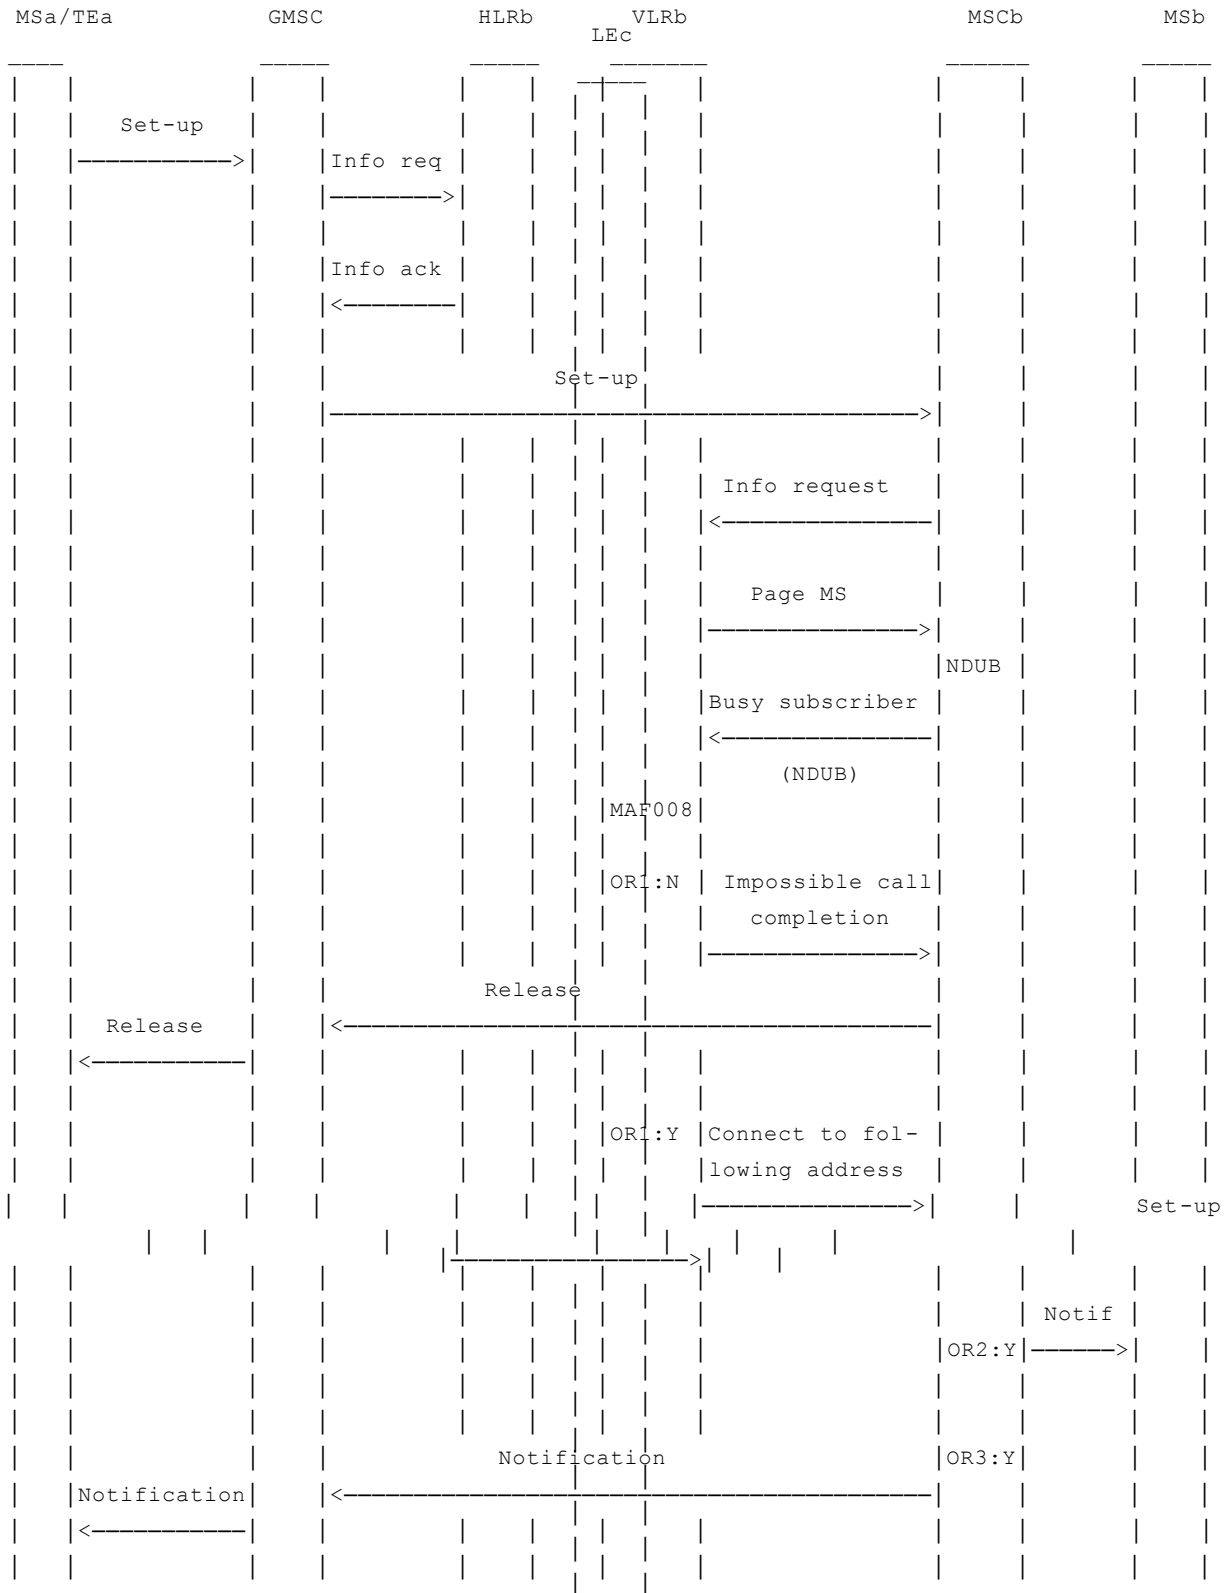 MSa/TEa GMSC HLRb VLRb MSCb MSb
LEc
Set-up
Info req
Info ack
Set-up
Info request
Page MS
NDUB
Busy subscriber
(NDUB)
MAF008
OR1:N Impossible call
completion
Release
Release
OR1:Y Connect to fol-
lowing address
Set-up
Notif
OR2:Y
Notification OR3:Y
Notification